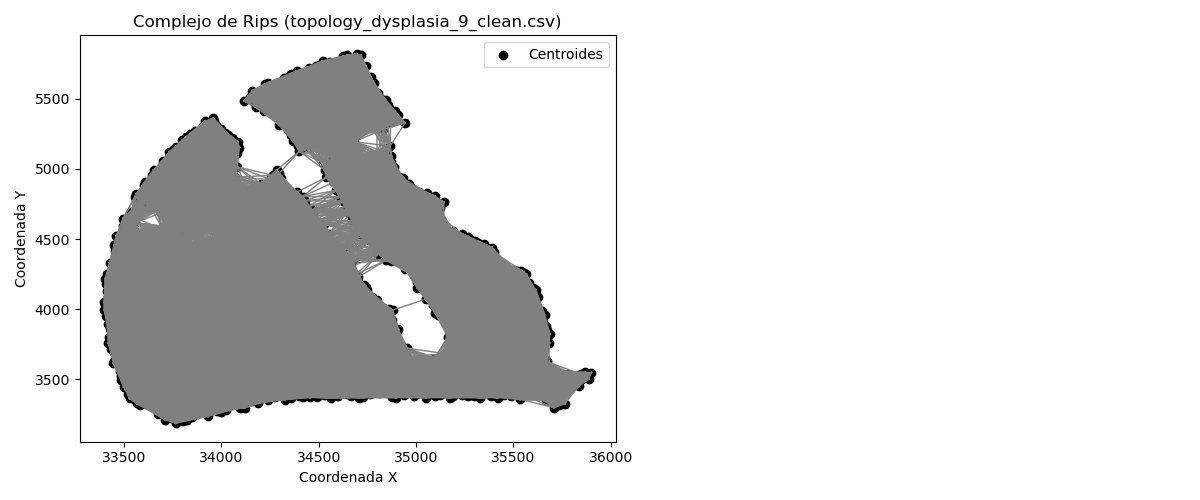 Complejo de Rips (topology_dysplasia_9_clean.csv)
Centroides
5500
5000
4500
4000
3500
Coordenada Y
33500 34000 34500 35000 35500 36000
Coordenada X